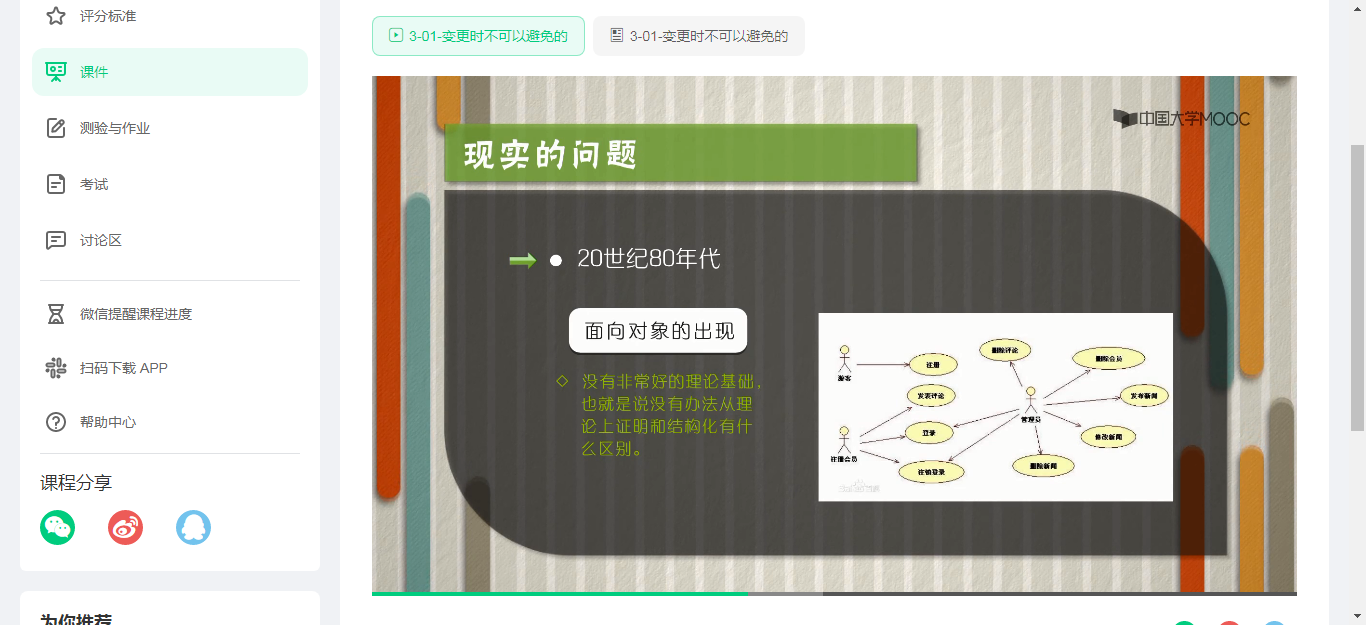 评分标准
课件
测验与作业
考试
讨论区
微信提醒课程进度
扫码下载 APP
帮助中心
课程分享
为你推荐
3-01-变更时不可以避免的
3-01-变更时不可以避免的
中国大学MOOC
现实的问题
20世纪80年代
面向对象的出现
没有非常好的理论基础，
也就是说没有办法从理
论上证明和结构化有什
么区别。
游客
注册
删除评论
删除会员
发表评论
管理员
发布新闻
登录
修改新闻
注册会员
注销登录
删除新闻